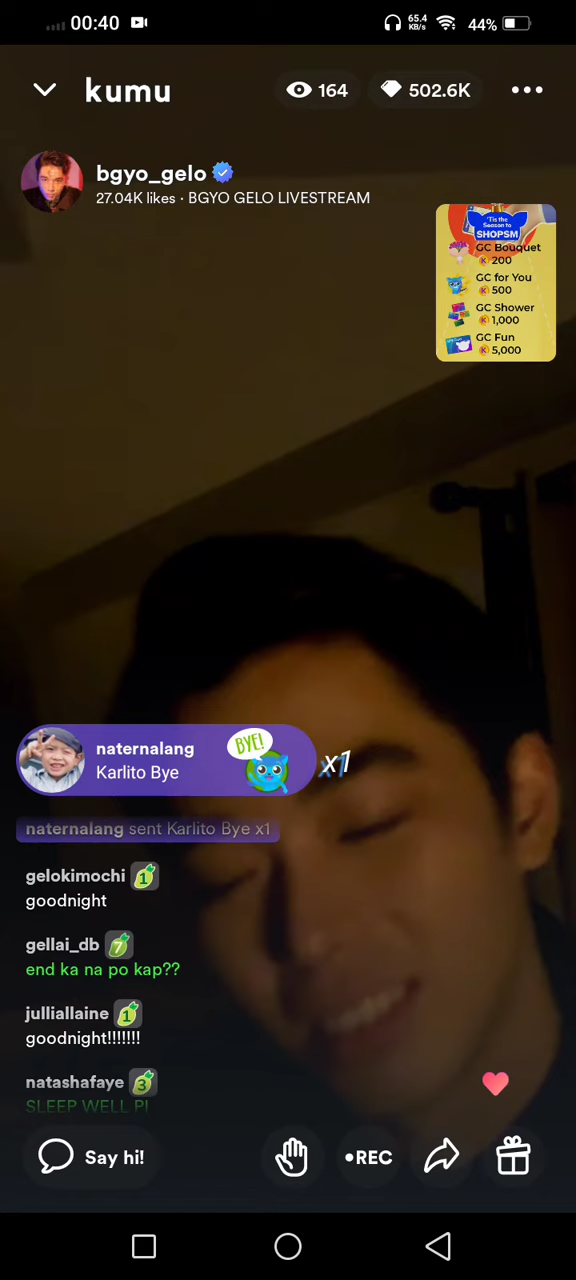 00:40
65.4
KB/s
44%
kumu
164
502.6K
bgyo_gelo
27.04K likes · BGYO GELO LIVESTREAM
'Tis the
Season to
SHOPSM
GC Bouquet
200
GC for You
500
GC Shower
1,000
GC Fun
5,000
naternalang
Karlito Bye
BYE!
x1
naternalang sent Karlito Bye x1
gelokimochi 1
goodnight
gellai_db 7
end ka na po kap??
julliallaine 1
goodnight!!!!!!!
natashafaye 3
SLEEP WELL PI
Say hi!
•REC